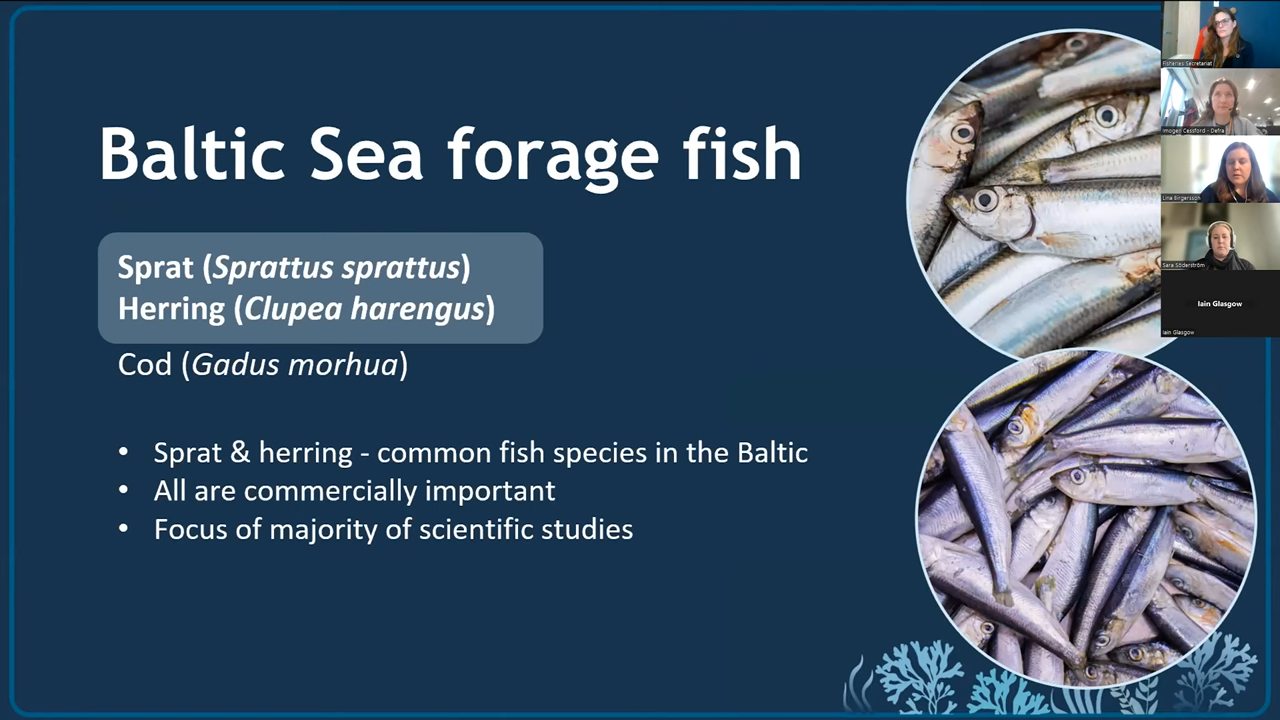 Baltic Sea forage fish
Sprat (Sprattus sprattus)
Herring (Clupea harengus)
Cod (Gadus morhua)
• Sprat & herring - common fish species in the Baltic
• All are commercially important
• Focus of majority of scientific studies
Fisheries Secretariat
Imogen Cessford - Defra
Lina Birgersson
Sara Söderström
Iain Glasgow
Iain Glasgow